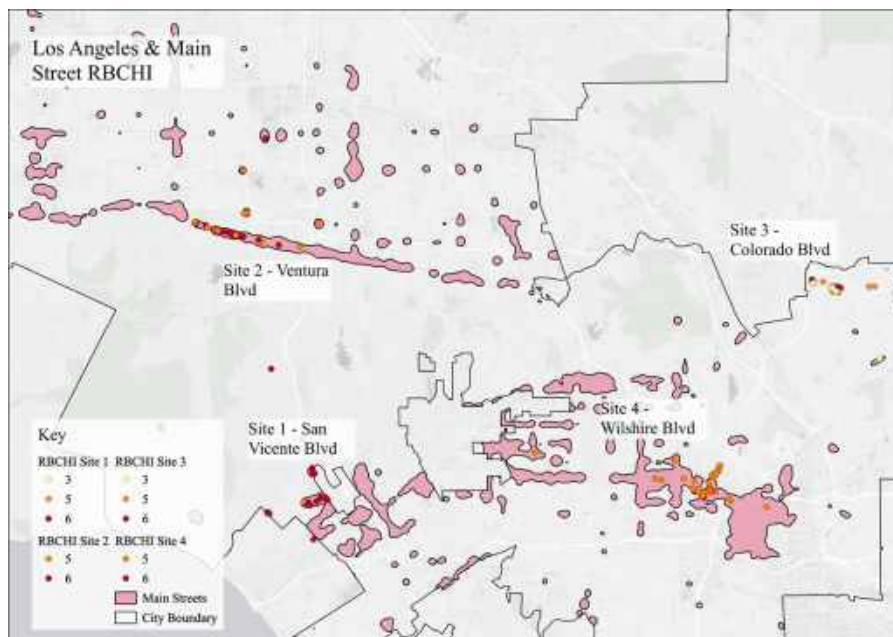 Los Angeles & Main
Street RBCHI
Site 3 -
Colorado Blvd
Site 2 - Ventura
Blvd
Site 1 - San
Vicente Blvd
Site 4 -
Wilshire Blvd
Key
RBCHI Site 1 RBCHI Site 3
3 3
5 5
6 6
RBCHI Site 2 RBCHI Site 4
5 5
6 6
Main Streets
City Boundary